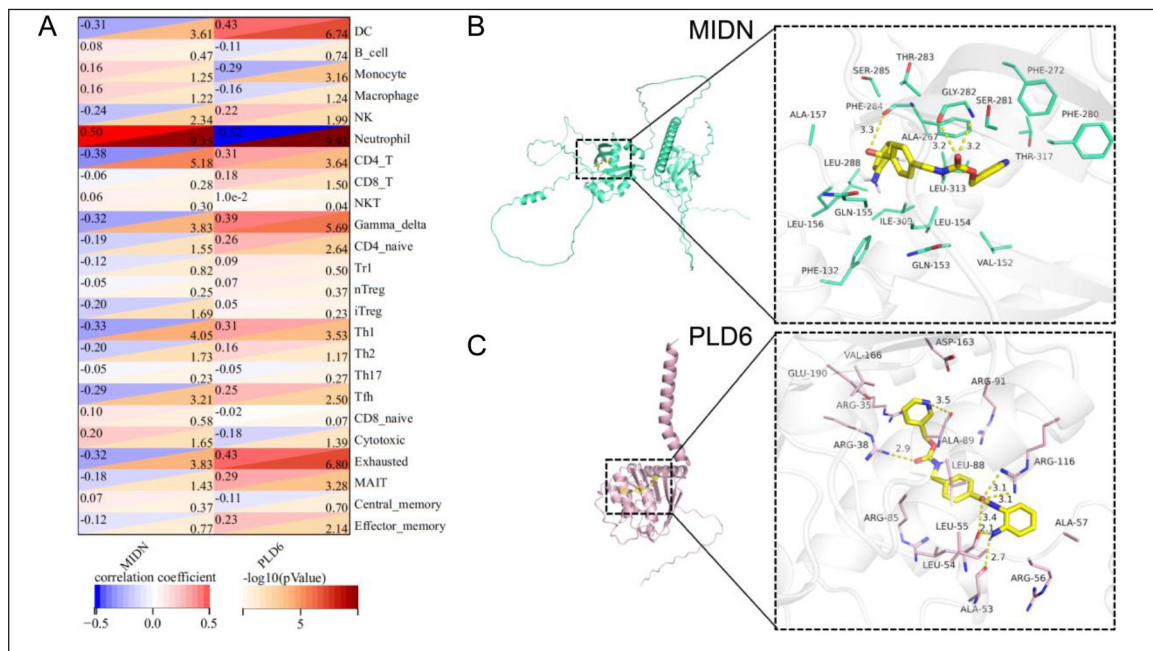 A
-0.31 3.61 0.43 6.74 DC
0.08 0.47 -0.11 0.74 B_cell
0.16 1.25 -0.29 3.16 Monocyte
0.16 1.22 -0.16 1.24 Macrophage
-0.24 2.34 0.22 1.99 NK
0.50 9.35 -0.52 Neutrophil
-0.38 5.18 0.31 3.64 CD4_T
-0.06 0.28 0.18 1.50 CD8_T
0.06 0.30 1.0e-2 0.04 NKT
-0.32 3.83 0.39 5.69 Gamma_delta
-0.19 1.55 0.26 2.64 CD4_naive
-0.12 0.82 0.09 0.50 Tr1
-0.05 0.25 0.07 0.37 nTreg
-0.20 1.69 0.05 0.23 iTreg
-0.33 4.05 0.31 3.53 Th1
-0.20 1.73 0.16 1.17 Th2
-0.05 0.23 -0.05 0.27 Th17
-0.29 3.21 0.25 2.50 Tfh
0.10 0.58 -0.02 0.07 CD8_naive
0.20 1.65 -0.18 1.39 Cytotoxic
-0.32 3.83 0.43 6.80 Exhausted
-0.18 1.43 0.29 3.28 MAIT
0.07 0.37 -0.11 0.70 Central_memory
-0.12 0.77 0.23 2.14 Effector_memory
MIDN PLD6
correlation coefficient -log10(pValue)
-0.5 0.0 0.5 5
B MIDN
THR-283
SER-285
PHE-272
GLY-282
PHE-284
SER-281
ALA-157
3.3
ALA-267
PHE-280
3.2 3.2
THR-317
LEU-288
LEU-313
GLN-155
LEU-156
ILE-309 LEU-154
PHE-132
GLN-153
VAL-152
C PLD6
ASP-163
VAL-166
GLU-190
ARG-91
3.5
ARG-35
ALA-89
ARG-38
2.9
LEU-88
ARG-116
3.1
3.1
ARG-85
3.4
LEU-55
2.1
ALA-57
LEU-54
2.7
ARG-56
ALA-53